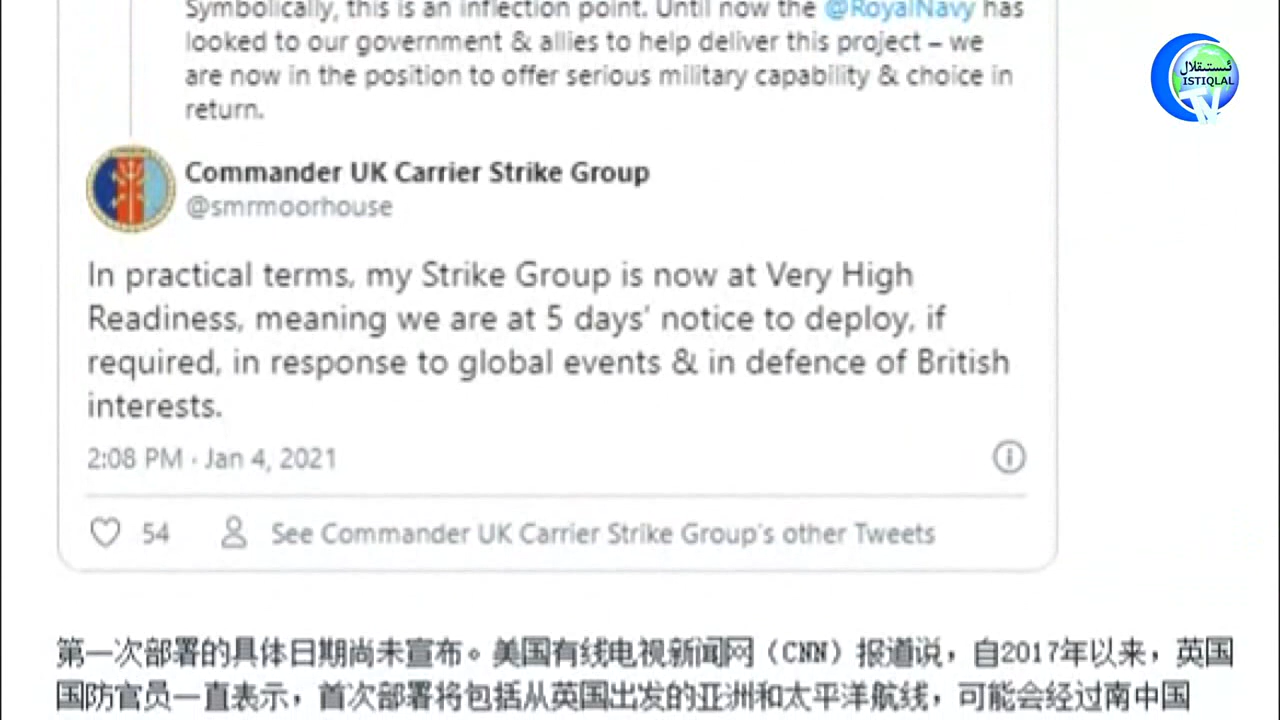 Symbolically, this is an inflection point. Until now the @RoyalNavy has
looked to our government & allies to help deliver this project – we
are now in the position to offer serious military capability & choice in
return.
Commander UK Carrier Strike Group
@smrmoorhouse
In practical terms, my Strike Group is now at Very High
Readiness, meaning we are at 5 days' notice to deploy, if
required, in response to global events & in defence of British
interests.
2:08 PM · Jan 4, 2021
54
See Commander UK Carrier Strike Group's other Tweets
第一次部署的具体日期尚未宣布。美国有线电视新闻网（CNN）报道说，自2017年以来，英国
国防官员一直表示，首次部署将包括从英国出发的亚洲和太平洋航线，可能会经过南中国
ئىستىقلال
ISTIQLAL
TV